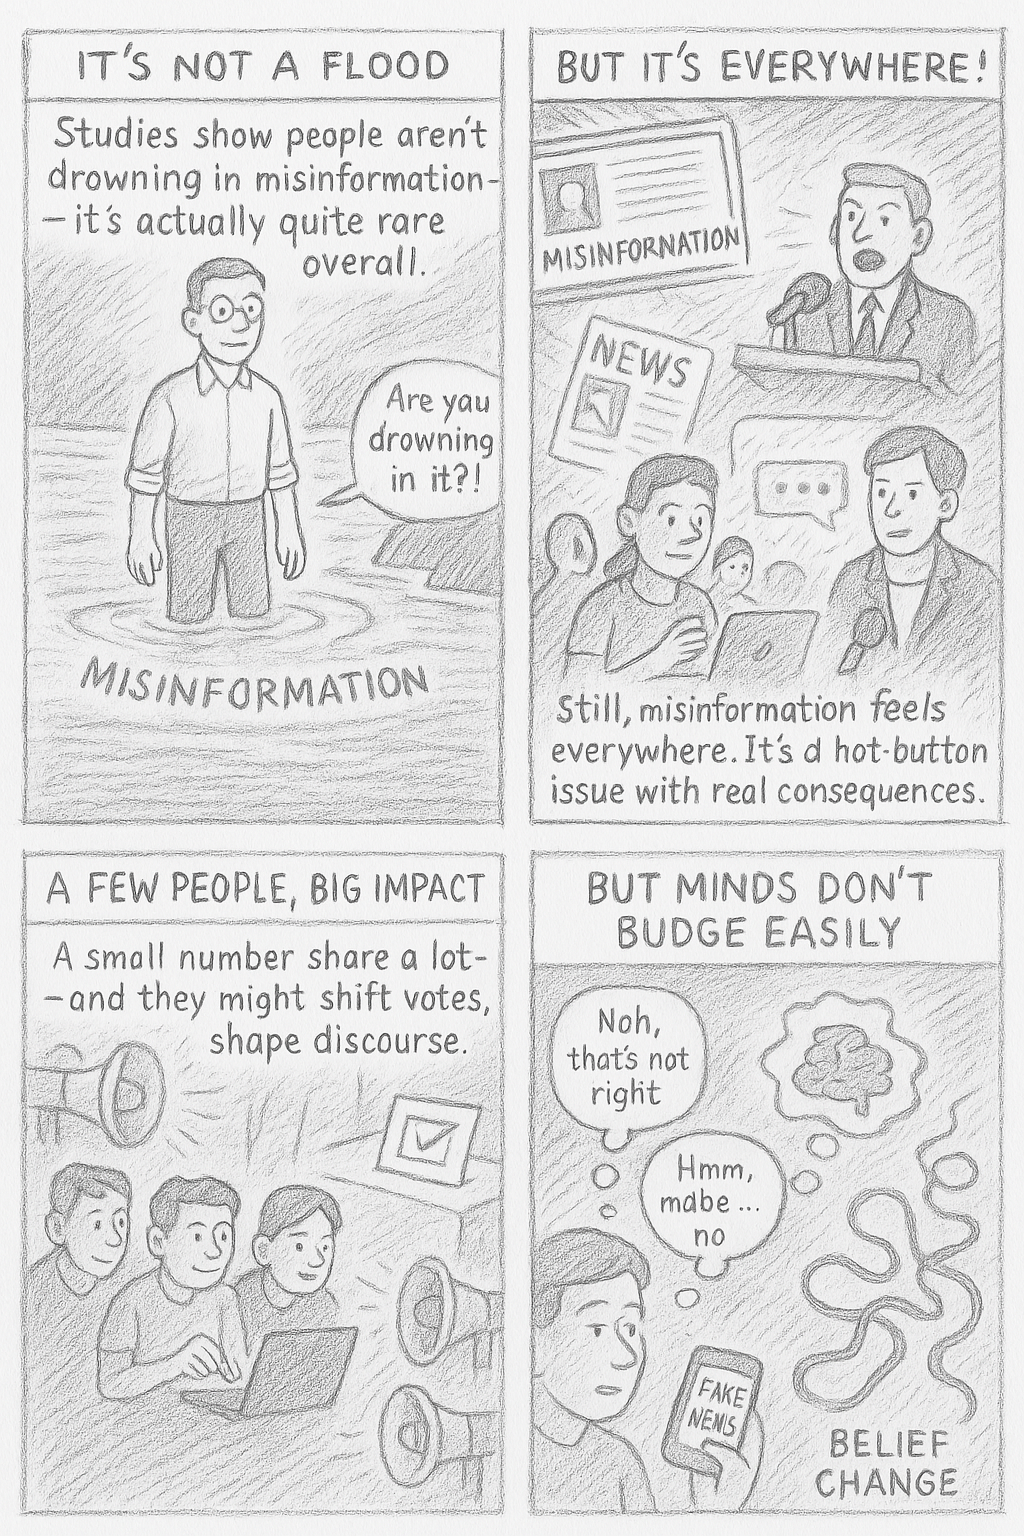 IT'S NOT A FLOOD
Studies show people aren't
drowning in misinformation-
—it's actually quite rare
overall.
Are yau
drowning
in it?!
MISINFORMATION
BUT IT'S EVERYWHERE!
MISINFORNATION
NEWS
Still, misinformation feels
everywhere. It's d hot-button
issue with real consequences.
A FEW PEOPLE, BIG IMPACT
A small number share a lot-
—and they might shift votes,
shape discourse.
BUT MINDS DON'T
BUDGE EASILY
Noh,
that's not
right
Hmm,
mdbe ...
no
FAKE
NEMS
BELIEF
CHANGE